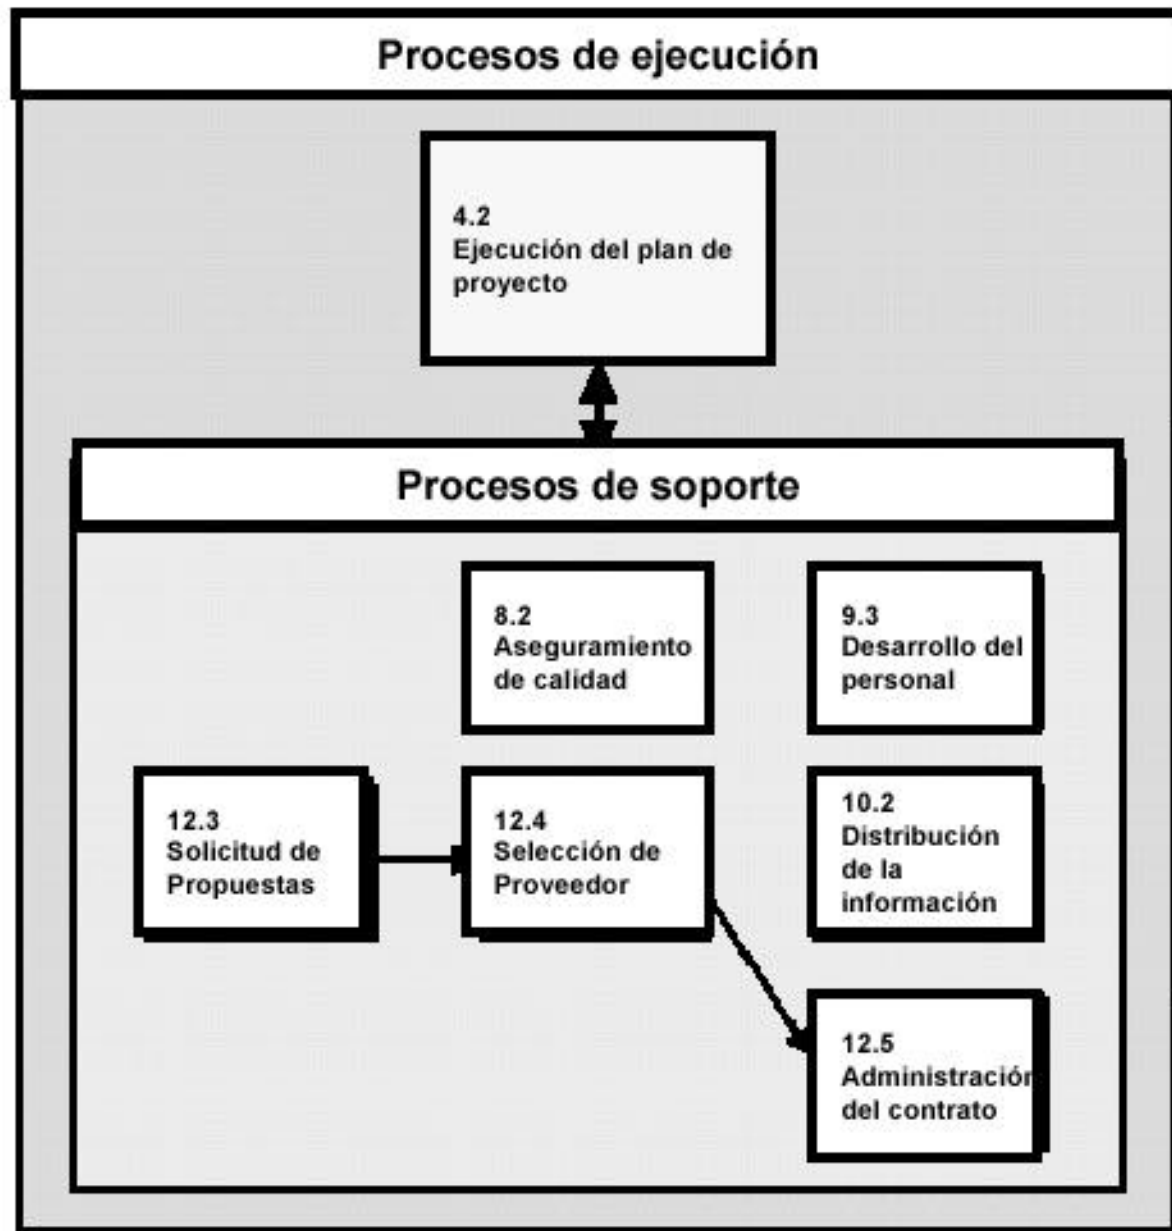 Procesos de ejecución
4.2
Ejecución del plan de
proyecto
Procesos de soporte
8.2
Aseguramiento
de calidad
9.3
Desarrollo del
personal
12.3
Solicitud de
Propuestas
12.4
Selección de
Proveedor
10.2
Distribución
de la
información
12.5
Administración
del contrato